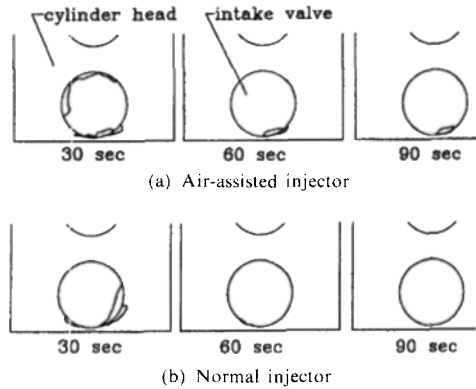 cylinder head
intake valve
30 sec
60 sec
90 sec
(a) Air-assisted injector
30 sec
60 sec
90 sec
(b) Normal injector